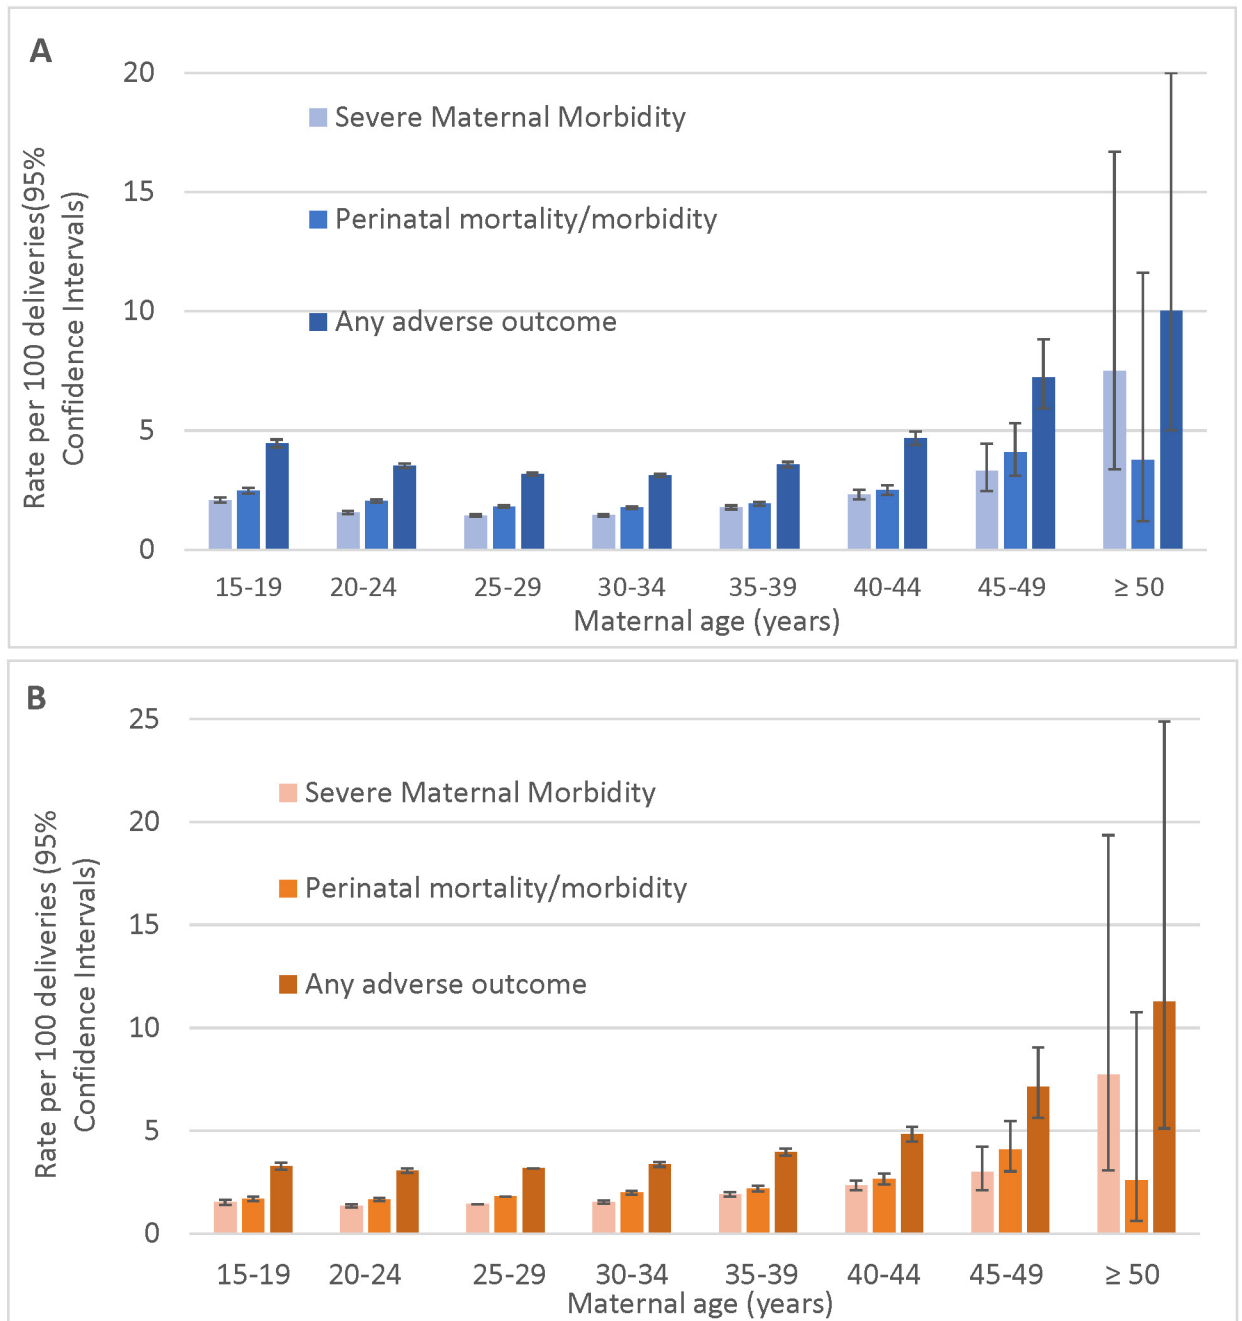 A
20
15
10
5
0
Rate per 100 deliveries(95%
Confidence Intervals)
Severe Maternal Morbidity
Perinatal mortality/morbidity
Any adverse outcome
15-19 20-24 25-29 30-34 35-39 40-44 45-49 ≥ 50
Maternal age (years)
B
25
20
15
10
5
0
Rate per 100 deliveries (95%
Confidence Intervals)
Severe Maternal Morbidity
Perinatal mortality/morbidity
Any adverse outcome
15-19 20-24 25-29 30-34 35-39 40-44 45-49 ≥ 50
Maternal age (years)